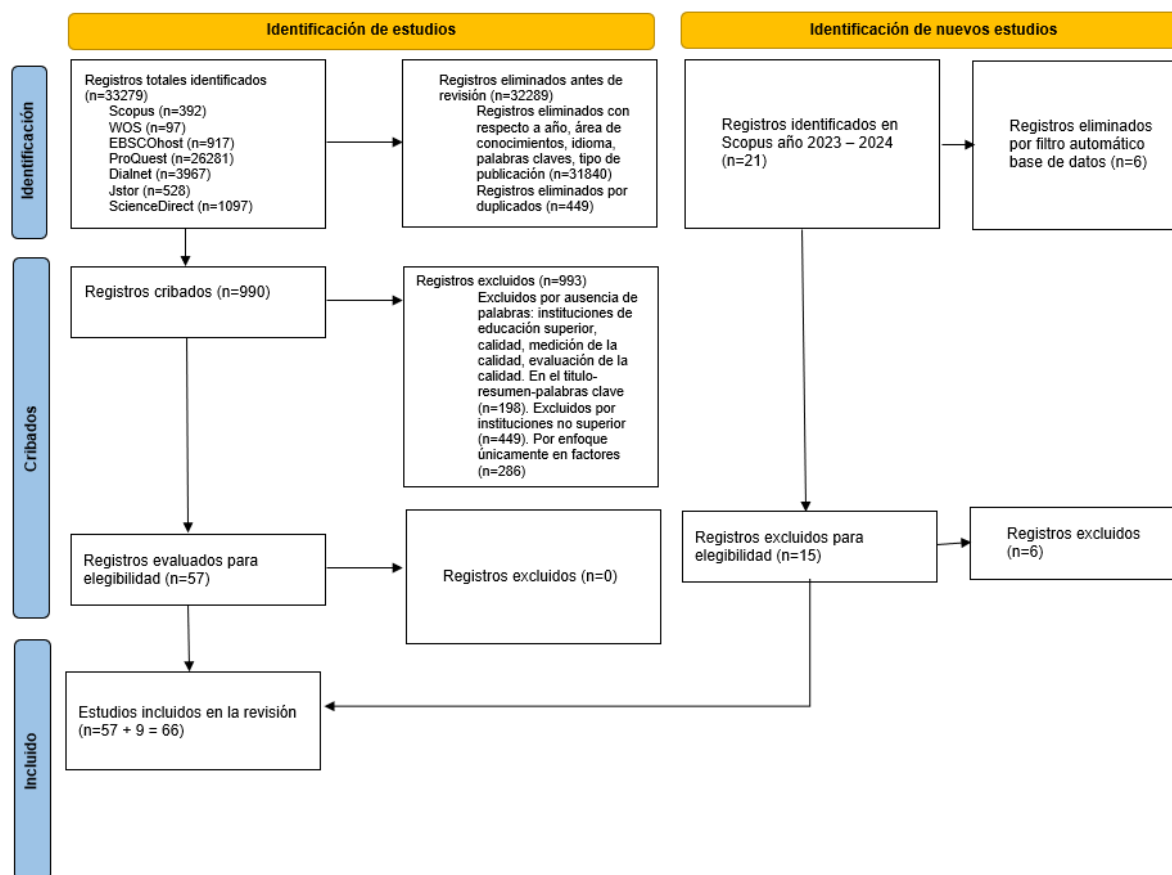 Identificación de estudios
Identificación de nuevos estudios
Identificación
Registros totales identificados
(n=33279)
Scopus (n=392)
WOS (n=97)
EBSCOhost (n=917)
ProQuest (n=26281)
Dialnet (n=3967)
Jstor (n=528)
ScienceDirect (n=1097)
Registros eliminados antes de
revisión (n=32289)
Registros eliminados con
respecto a año, área de
conocimientos, idioma,
palabras claves, tipo de
publicación (n=31840)
Registros eliminados por
duplicados (n=449)
Registros identificados en
Scopus año 2023 – 2024
(n=21)
Registros eliminados
por filtro automático
base de datos (n=6)
Cribados
Registros cribados (n=990)
Registros excluidos (n=993)
Excluidos por ausencia de
palabras: instituciones de
educación superior,
calidad, medición de la
calidad, evaluación de la
calidad. En el titulo-
resumen-palabras clave
(n=198). Excluidos por
instituciones no superior
(n=449). Por enfoque
únicamente en factores
(n=286)
Registros evaluados para
elegibilidad (n=57)
Registros excluidos (n=0)
Registros excluidos para
elegibilidad (n=15)
Registros excluidos
(n=6)
Incluido
Estudios incluidos en la revisión
(n=57 + 9 = 66)